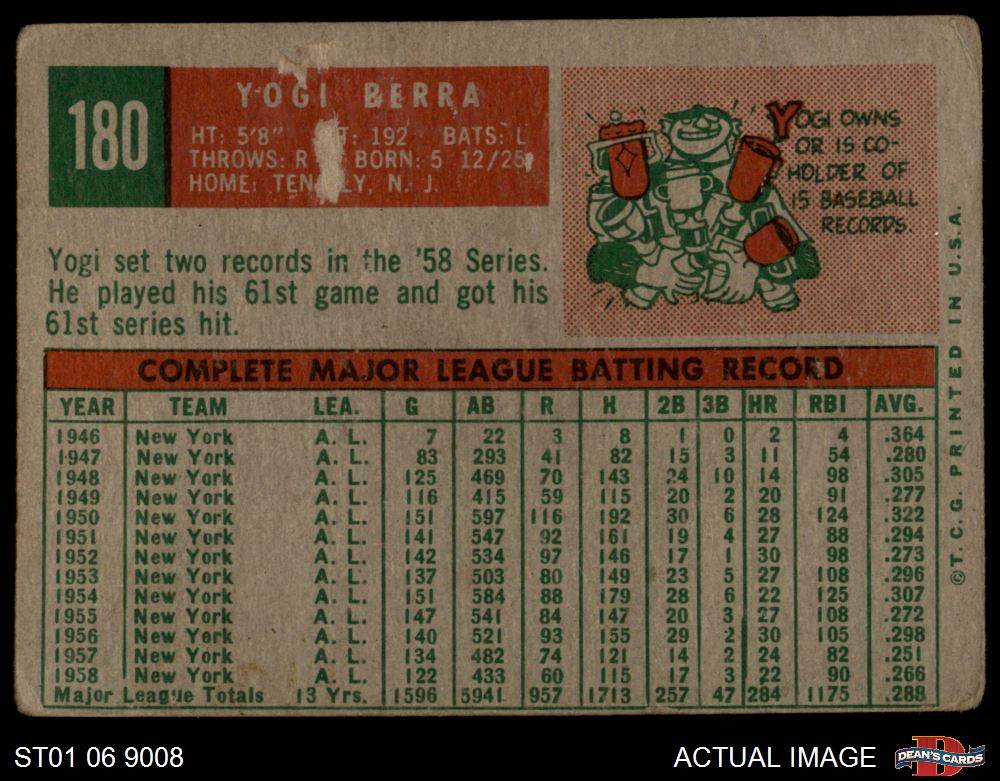 180
YOGI BERRA
HT: 5'8" T: 192 BATS: L
THROWS: R BORN: 5 12/25
HOME: TEN LY, N. J.
YOGI OWNS
OR IS CO-
HOLDER OF
15 BASEBALL
RECORDS.
Yogi set two records in the '58 Series.
He played his 61st game and got his
61st series hit.
COMPLETE MAJOR LEAGUE BATTING RECORD
YEAR TEAM LEA. G AB R H 2B 3B HR RBI AVG.
1946 New York A. L. 7 22 3 8 1 0 2 4 .364
1947 New York A. L. 83 293 41 82 15 3 11 54 .280
1948 New York A. L. 125 469 70 143 24 10 14 98 .305
1949 New York A. L. 116 415 59 115 20 2 20 91 .277
1950 New York A. L. 151 597 116 192 30 6 28 124 .322
1951 New York A. L. 141 547 92 161 19 4 27 88 .294
1952 New York A. L. 142 534 97 146 17 1 30 98 .273
1953 New York A. L. 137 503 80 149 23 5 27 108 .296
1954 New York A. L. 151 584 88 179 28 6 22 125 .307
1955 New York A. L. 147 541 84 147 20 3 27 108 .272
1956 New York A. L. 140 521 93 155 29 2 30 105 .298
1957 New York A. L. 134 482 74 121 14 2 24 82 .251
1958 New York A. L. 122 433 60 115 17 3 22 90 .266
Major League Totals 13 Yrs. 1596 5941 957 1713 257 47 284 1175 .288
©T. C. G. PRINTED IN U.S.A.
ST01 06 9008
ACTUAL IMAGE
DEAN'S CARDS